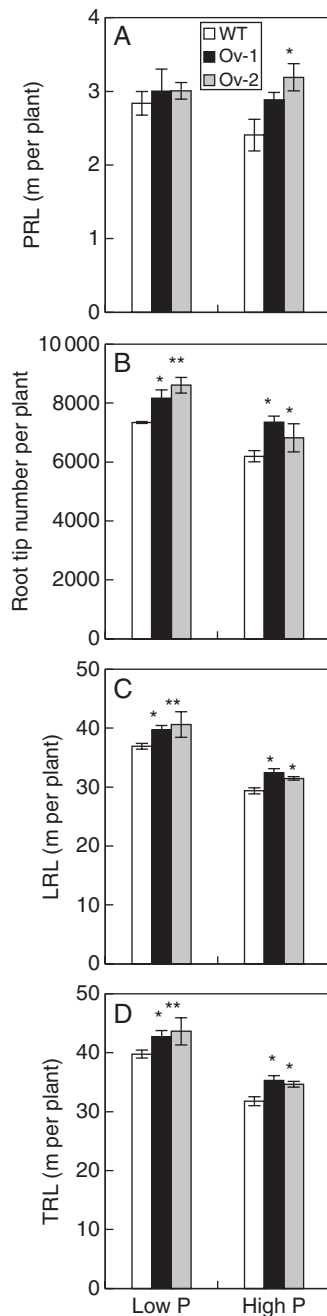 A
WT
Ov-1
Ov-2
*
4
3
2
1
0
PRL (m per plant)
B
* ** * *
10 000
8000
6000
4000
2000
0
Root tip number per plant
C
* ** * *
50
40
30
20
10
0
LRL (m per plant)
D
* ** * *
50
40
30
20
10
0
TRL (m per plant)
Low P High P